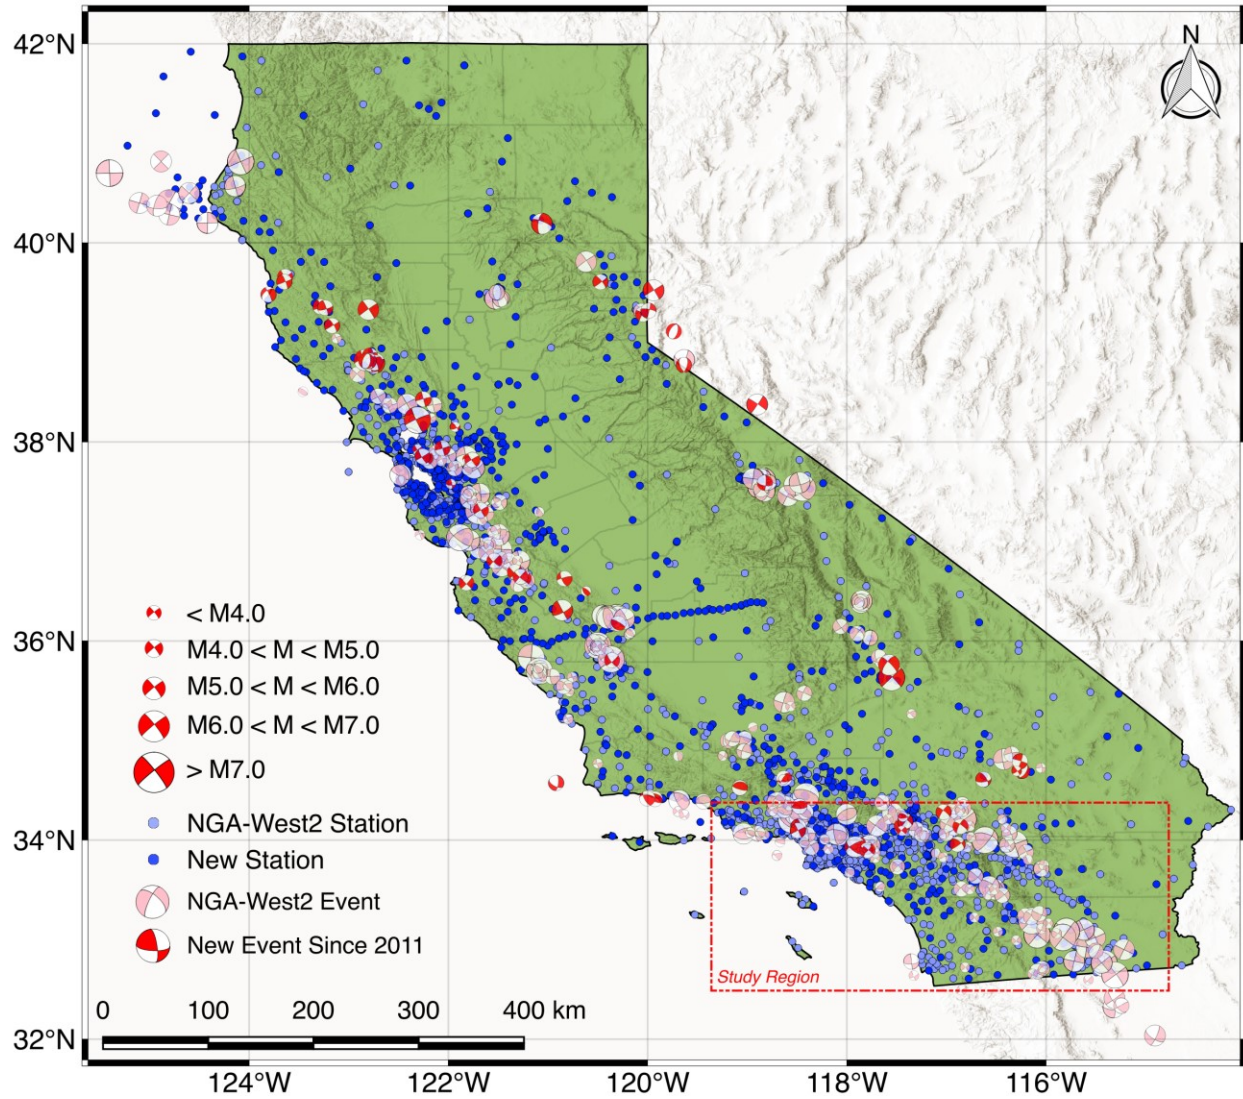 N
42°N
40°N
38°N
36°N
34°N
32°N
< M4.0
M4.0 < M < M5.0
M5.0 < M < M6.0
M6.0 < M < M7.0
> M7.0
NGA-West2 Station
New Station
NGA-West2 Event
New Event Since 2011
Study Region
0 100 200 300 400 km
124°W 122°W 120°W 118°W 116°W